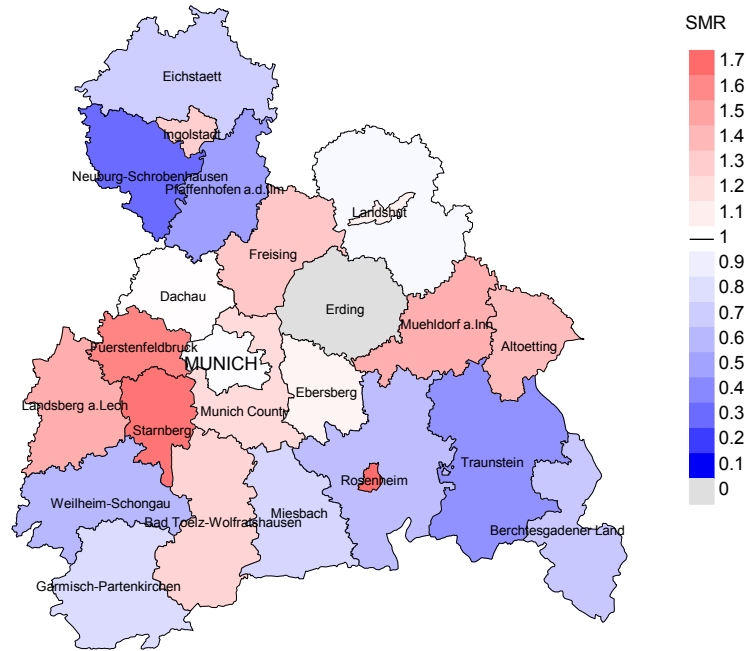 SMR
1.7
1.6
1.5
1.4
1.3
1.2
1.1
1
0.9
0.8
0.7
0.6
0.5
0.4
0.3
0.2
0.1
0
Eichstaett
Ingolstadt
Neuburg-Schrobenhausen
Pfaffenhofen a.d.Ilm
Landshut
Freising
Dachau
Erding
Muehldorf a.Inn
Altoetting
Fuerstenfeldbruck
MUNICH
Ebersberg
Landsberg a.Lech
Munich County
Starnberg
Traunstein
Rosenheim
Weilheim-Schongau
Miesbach
Bad Toelz-Wolfratshausen
Berchtesgadener Land
Garmisch-Partenkirchen